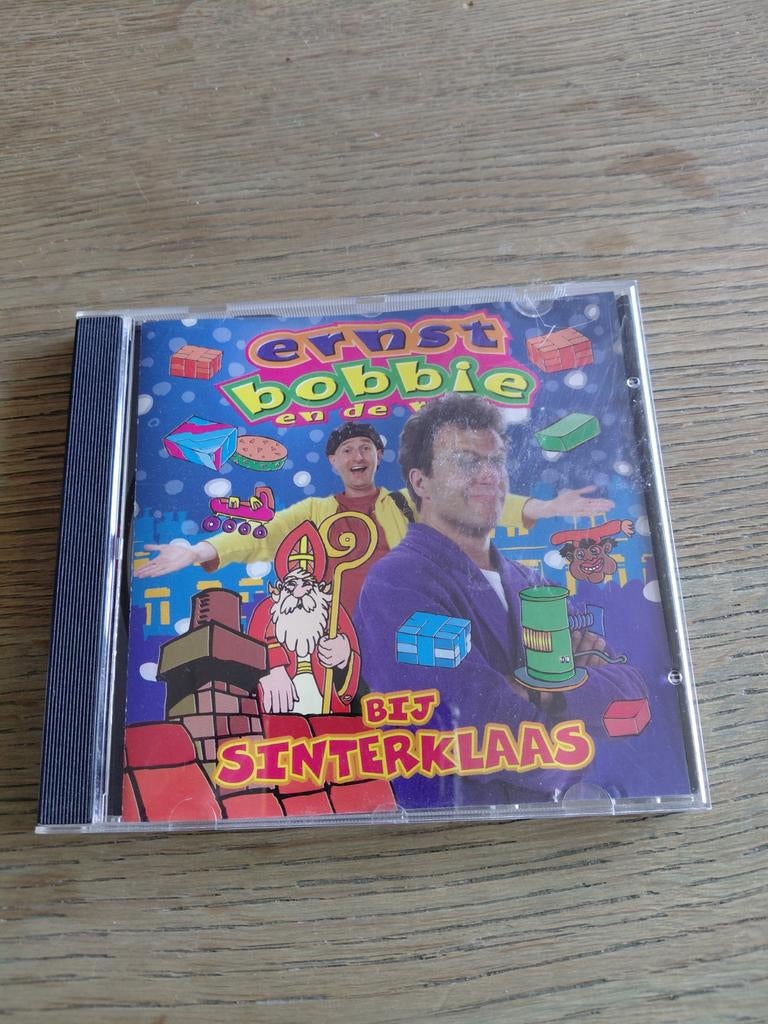 ernst
bobbie
en de
BIJ
SINTERKLAAS